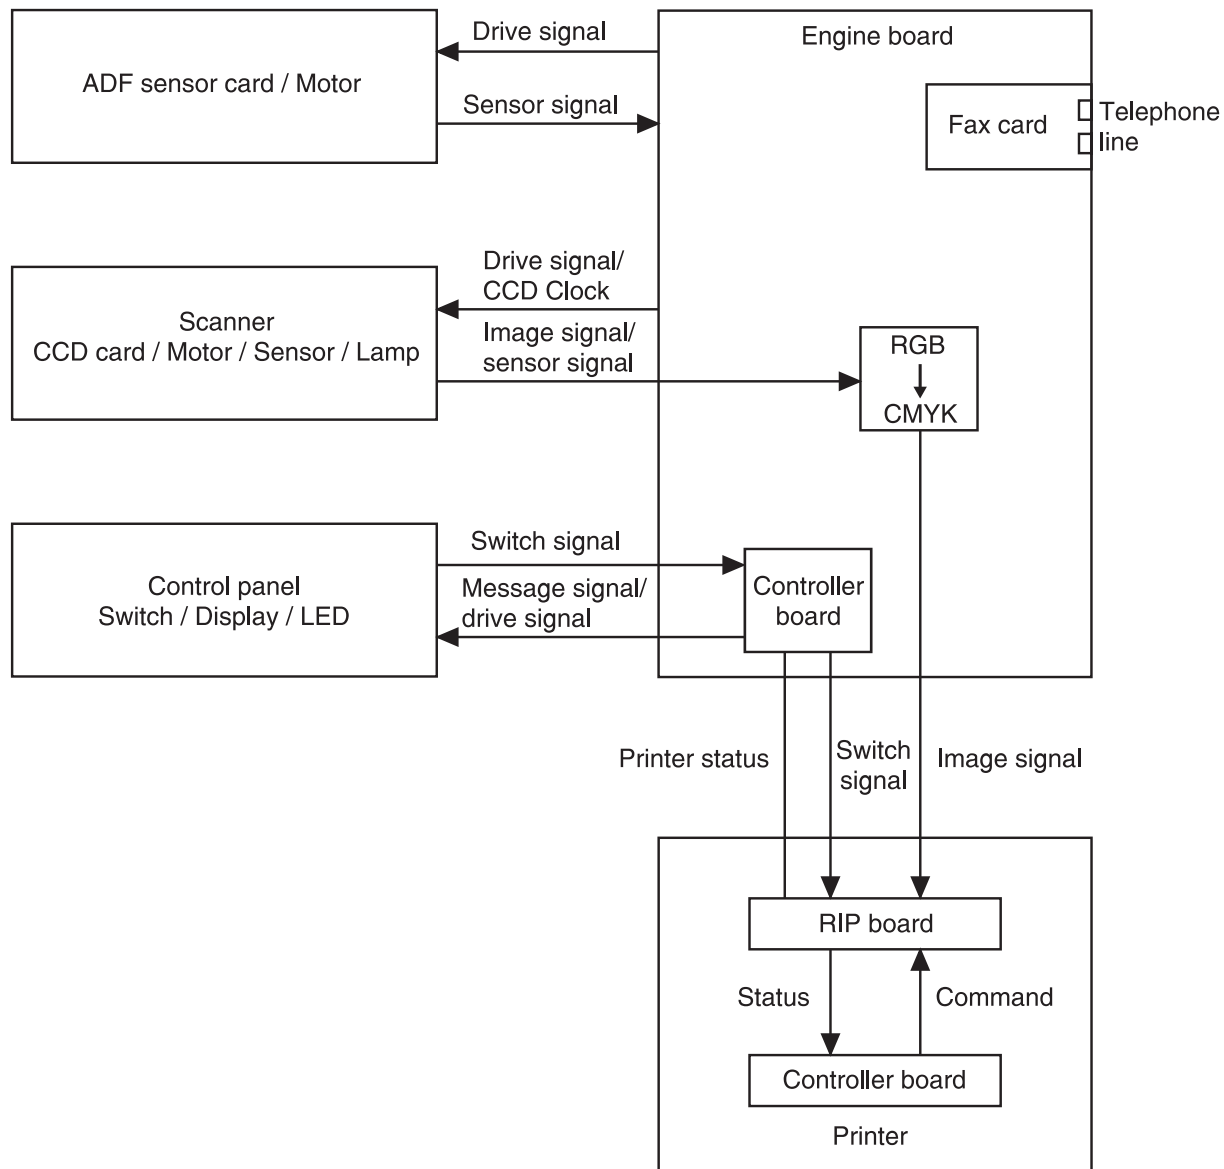 Drive signal
Engine board
ADF sensor card / Motor
Sensor signal
Fax card
Telephone
line
Drive signal/
CCD Clock
Scanner
CCD card / Motor / Sensor / Lamp
Image signal/
sensor signal
RGB
CMYK
Switch signal
Control panel
Switch / Display / LED
Message signal/
drive signal
Controller
board
Printer status
Switch
signal
Image signal
RIP board
Status
Command
Controller board
Printer